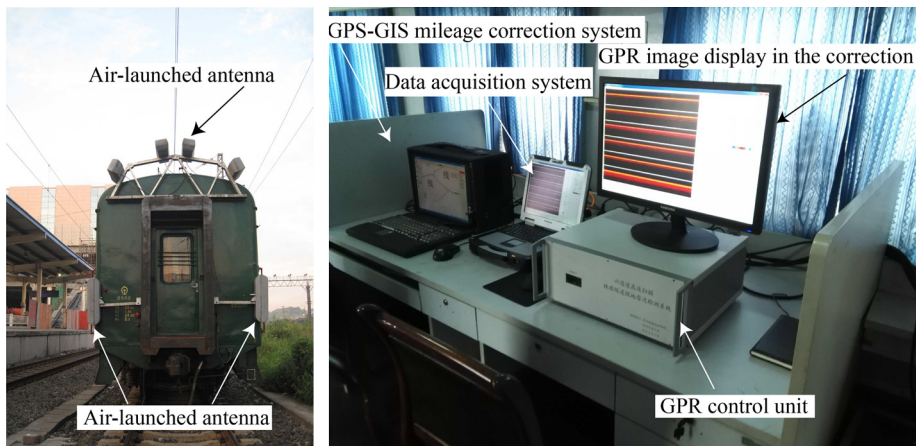 Air-launched antenna
Air-launched antenna
GPS-GIS mileage correction system
GPR image display in the correction
Data acquisition system
GPR control unit